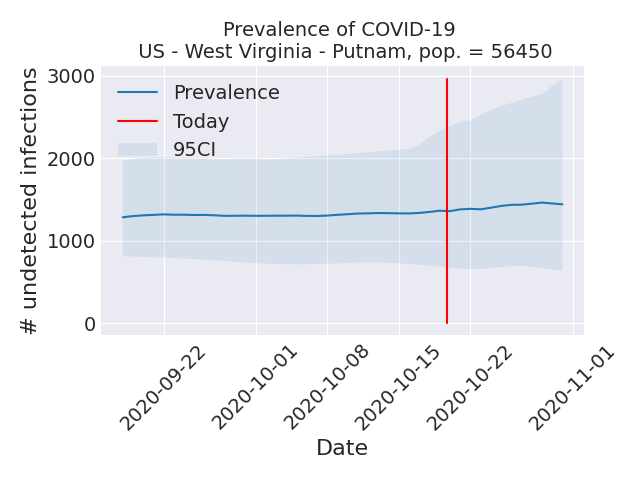 Prevalence of COVID-19
US - West Virginia - Putnam, pop. = 56450
# undetected infections
3000
2000
1000
0
Prevalence
Today
95CI
2020-09-22
2020-10-01
2020-10-08
2020-10-15
2020-10-22
2020-11-01
Date